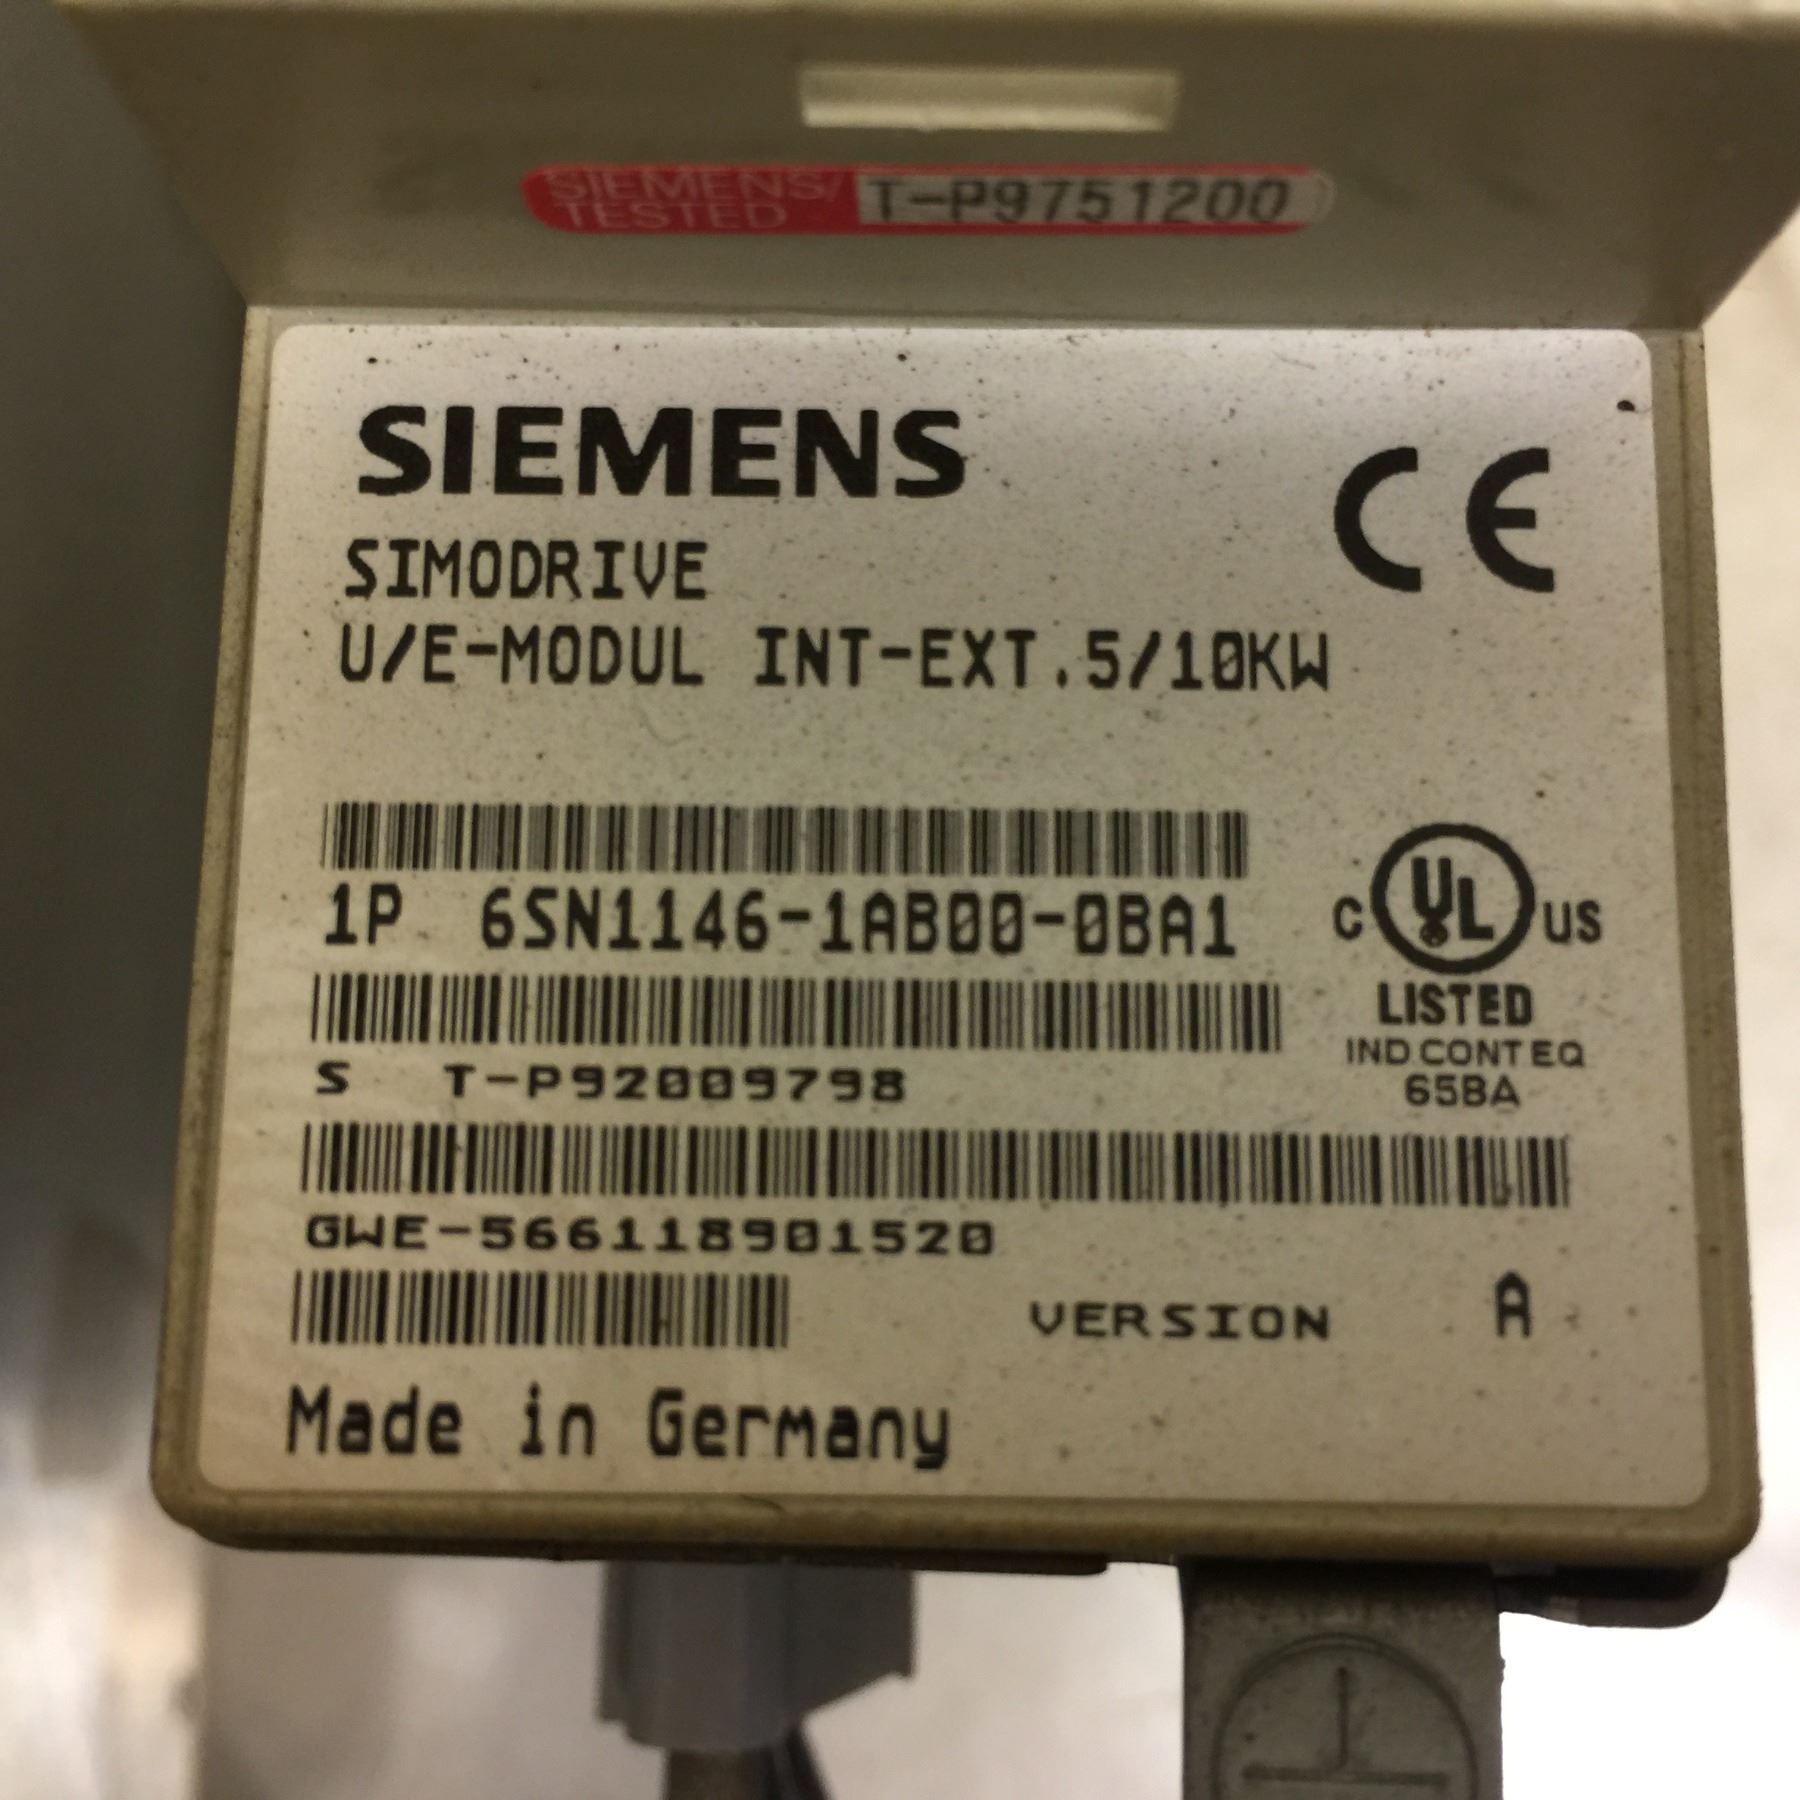 SIEMENS/
TESTED
T-P9751200
SIEMENS
CE
SIMODRIVE
U/E-MODUL INT-EXT.5/10KW
1P 6SN1146-1AB00-0BA1
C UL US
LISTED
IND CONT EQ
65BA
S T-P92009798
GWE-566118901520
VERSION A
Made in Germany